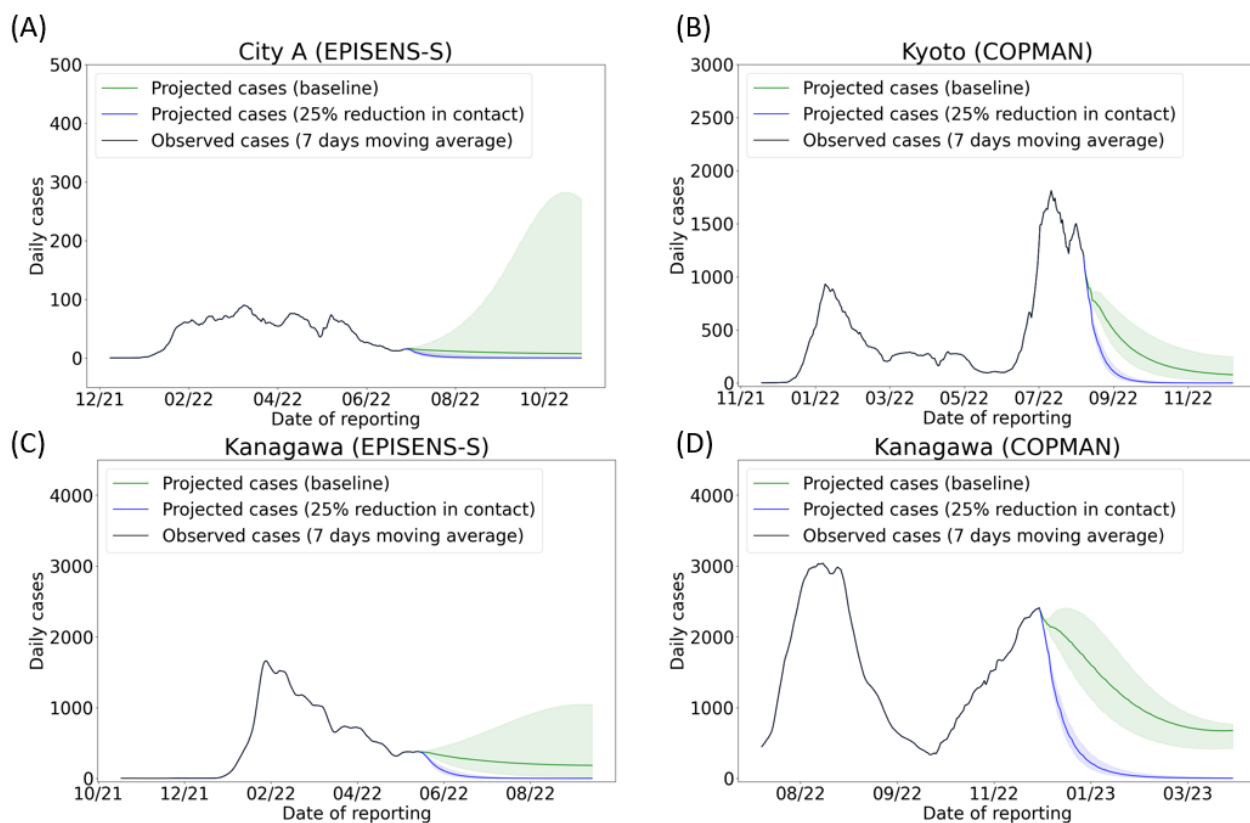 (A)
City A (EPISENS-S)
500
400
300
200
100
0
Daily cases
Projected cases (baseline)
Projected cases (25% reduction in contact)
Observed cases (7 days moving average)
12/21 02/22 04/22 06/22 08/22 10/22
Date of reporting
(B)
Kyoto (COPMAN)
3000
2500
2000
1500
1000
500
0
Daily cases
Projected cases (baseline)
Projected cases (25% reduction in contact)
Observed cases (7 days moving average)
11/21 01/22 03/22 05/22 07/22 09/22 11/22
Date of reporting
(C)
Kanagawa (EPISENS-S)
4000
3000
2000
1000
0
Daily cases
Projected cases (baseline)
Projected cases (25% reduction in contact)
Observed cases (7 days moving average)
10/21 12/21 02/22 04/22 06/22 08/22
Date of reporting
(D)
Kanagawa (COPMAN)
4000
3000
2000
1000
0
Daily cases
Projected cases (baseline)
Projected cases (25% reduction in contact)
Observed cases (7 days moving average)
08/22 09/22 11/22 01/23 03/23
Date of reporting